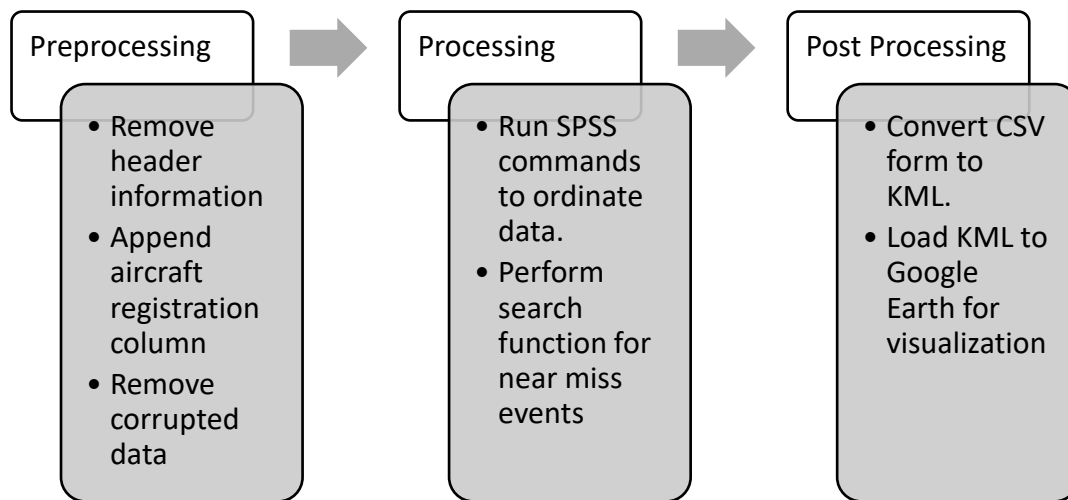 Preprocessing
• Remove
header
information
• Append
aircraft
registration
column
• Remove
corrupted
data
Processing
• Run SPSS
commands
to ordinate
data.
• Perform
search
function for
near miss
events
Post Processing
• Convert CSV
form to
KML.
• Load KML to
Google
Earth for
visualization